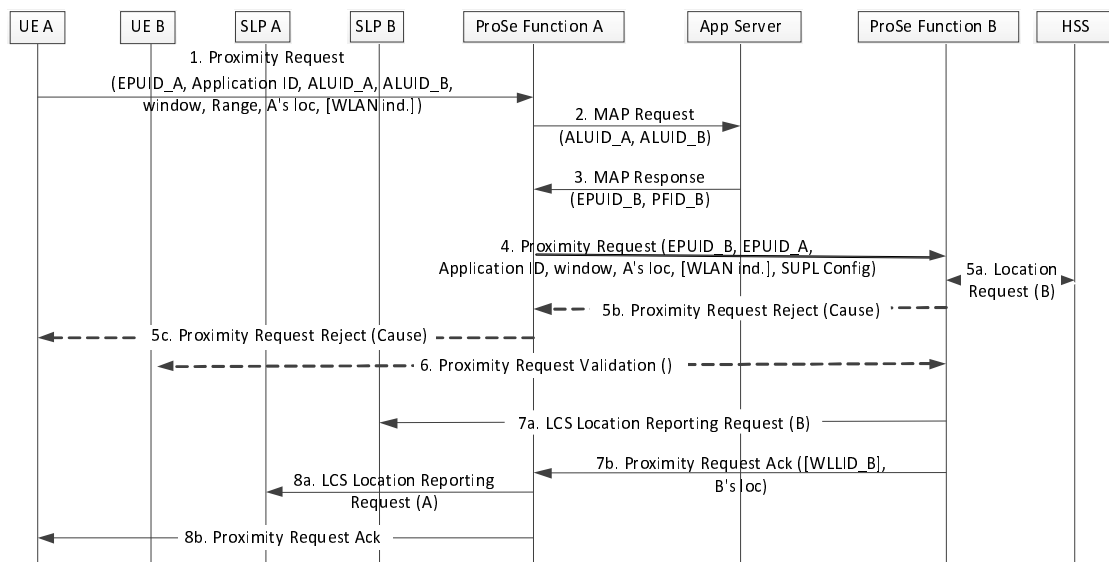 UE A
UE B
SLP A
SLP B
ProSe Function A
App Server
ProSe Function B
HSS
1. Proximity Request
(EPUID_A, Application ID, ALUID_A, ALUID_B,
window, Range, A's loc, [WLAN ind.])
2. MAP Request
(ALUID_A, ALUID_B)
3. MAP Response
(EPUID_B, PFID_B)
4. Proximity Request (EPUID_B, EPUID_A,
Application ID, window, A's loc, [WLAN ind.], SUPL Config)
5a. Location
Request (B)
5b. Proximity Request Reject (Cause)
5c. Proximity Request Reject (Cause)
6. Proximity Request Validation ()
7a. LCS Location Reporting Request (B)
7b. Proximity Request Ack ([WLLID_B],
B's loc)
8a. LCS Location Reporting
Request (A)
8b. Proximity Request Ack